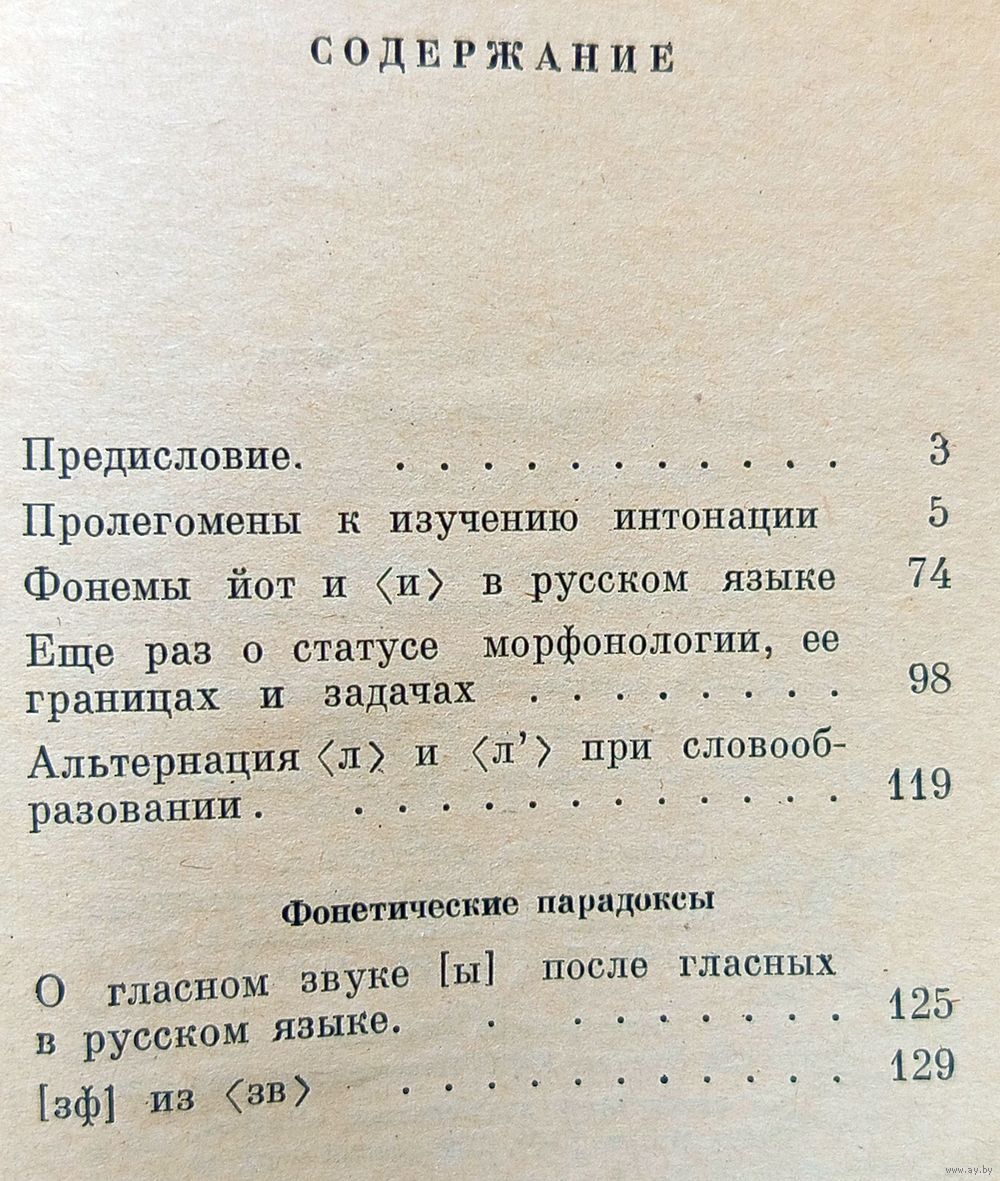 СОДЕРЖАНИЕ
Предисловие. . . . . . . . . . . . 3
Пролегомены к изучению интонации 5
Фонемы йот и ⟨и⟩ в русском языке 74
Еще раз о статусе морфонологии, ее
границах и задачах . . . . . . . . 98
Альтернация ⟨л⟩ и ⟨л’⟩ при словооб-
разовании . . . . . . . . . . . . . 119
Фонетические парадоксы
О гласном звуке [ы] после гласных
в русском языке. . . . . . . . . 125
[зф] из ⟨зв⟩ . . . . . . . . . . . 129
www.ay.by